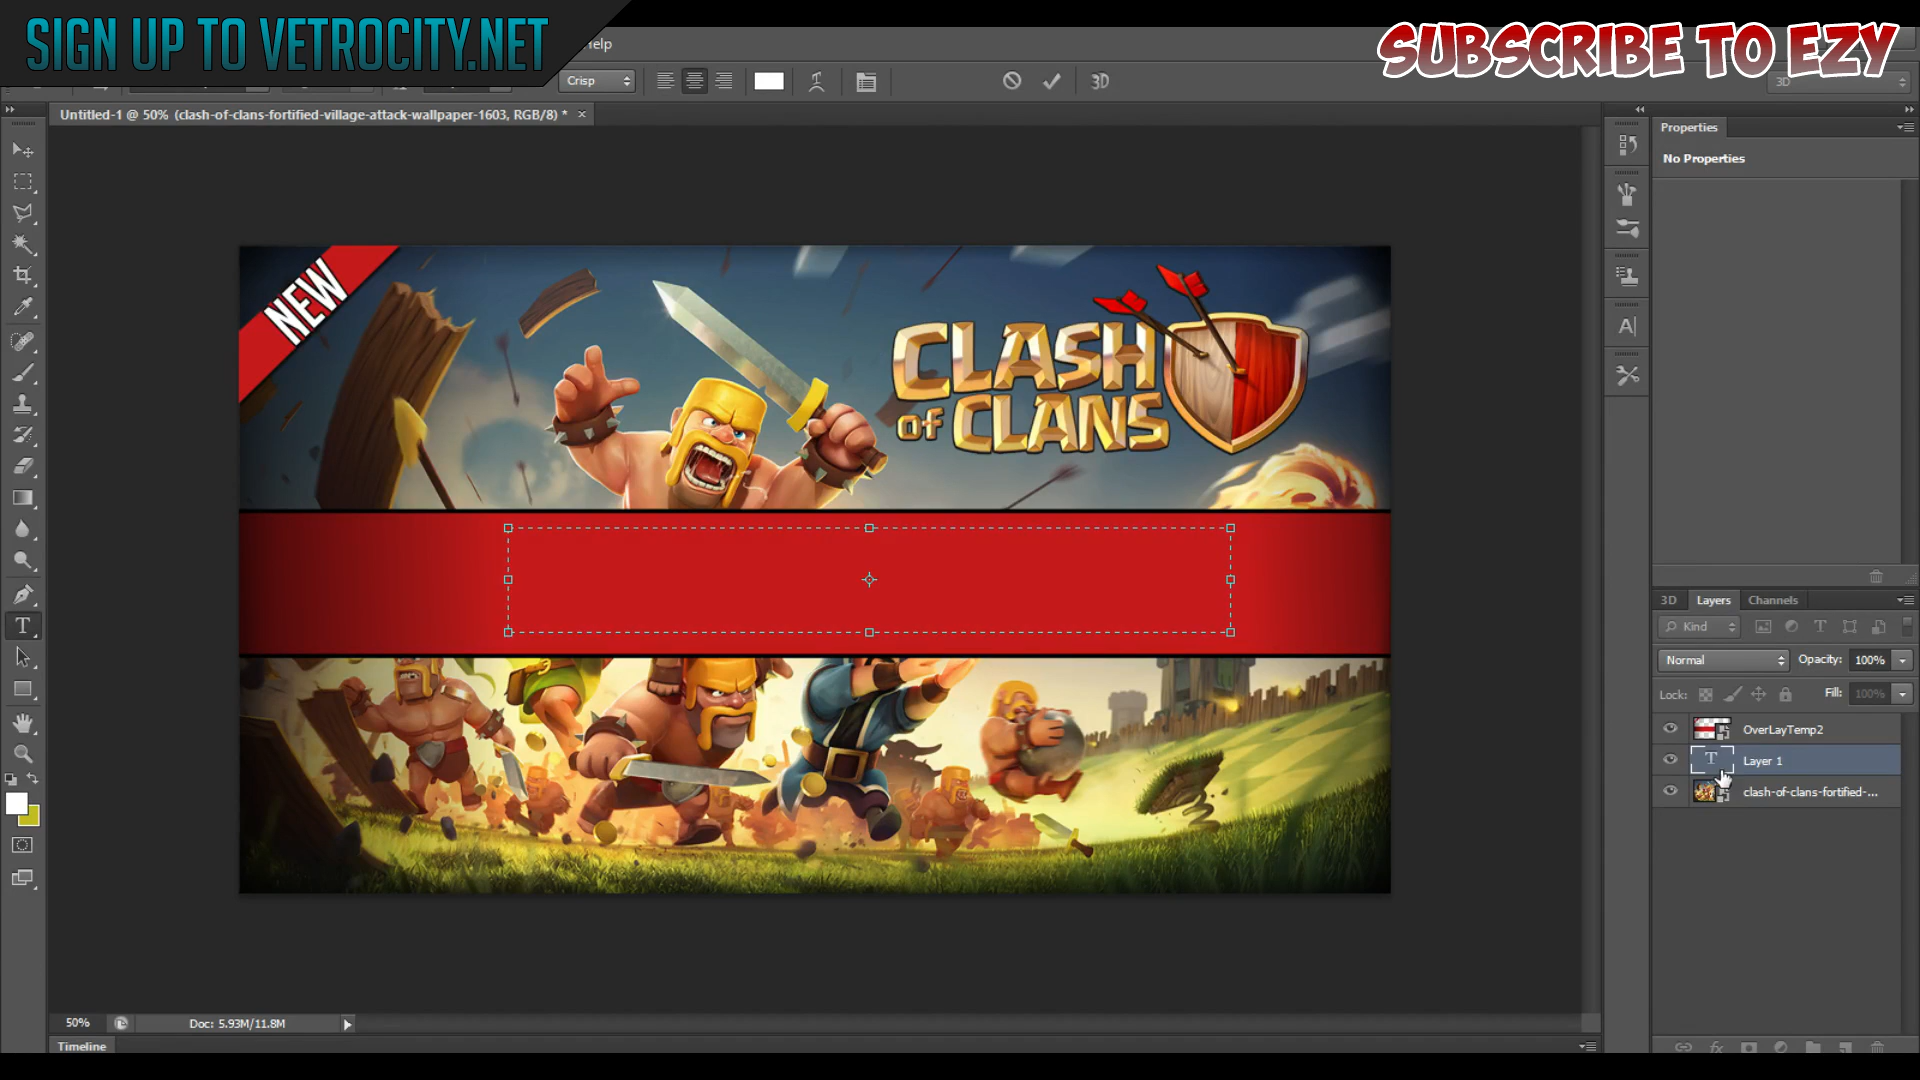 SIGN UP TO VETROCITY.NET
Help
SUBSCRIBE TO EZY
Crisp
3D
3D
Untitled-1 @ 50% (clash-of-clans-fortified-village-attack-wallpaper-1603, RGB/8) * ×
Properties
No Properties
NEW
CLASH
of CLANS
3D Layers Channels
Kind
Normal Opacity: 100%
Lock: Fill: 100%
OverLayTemp2
Layer 1
clash-of-clans-fortified-...
50% Doc: 5.93M/11.8M
Timeline